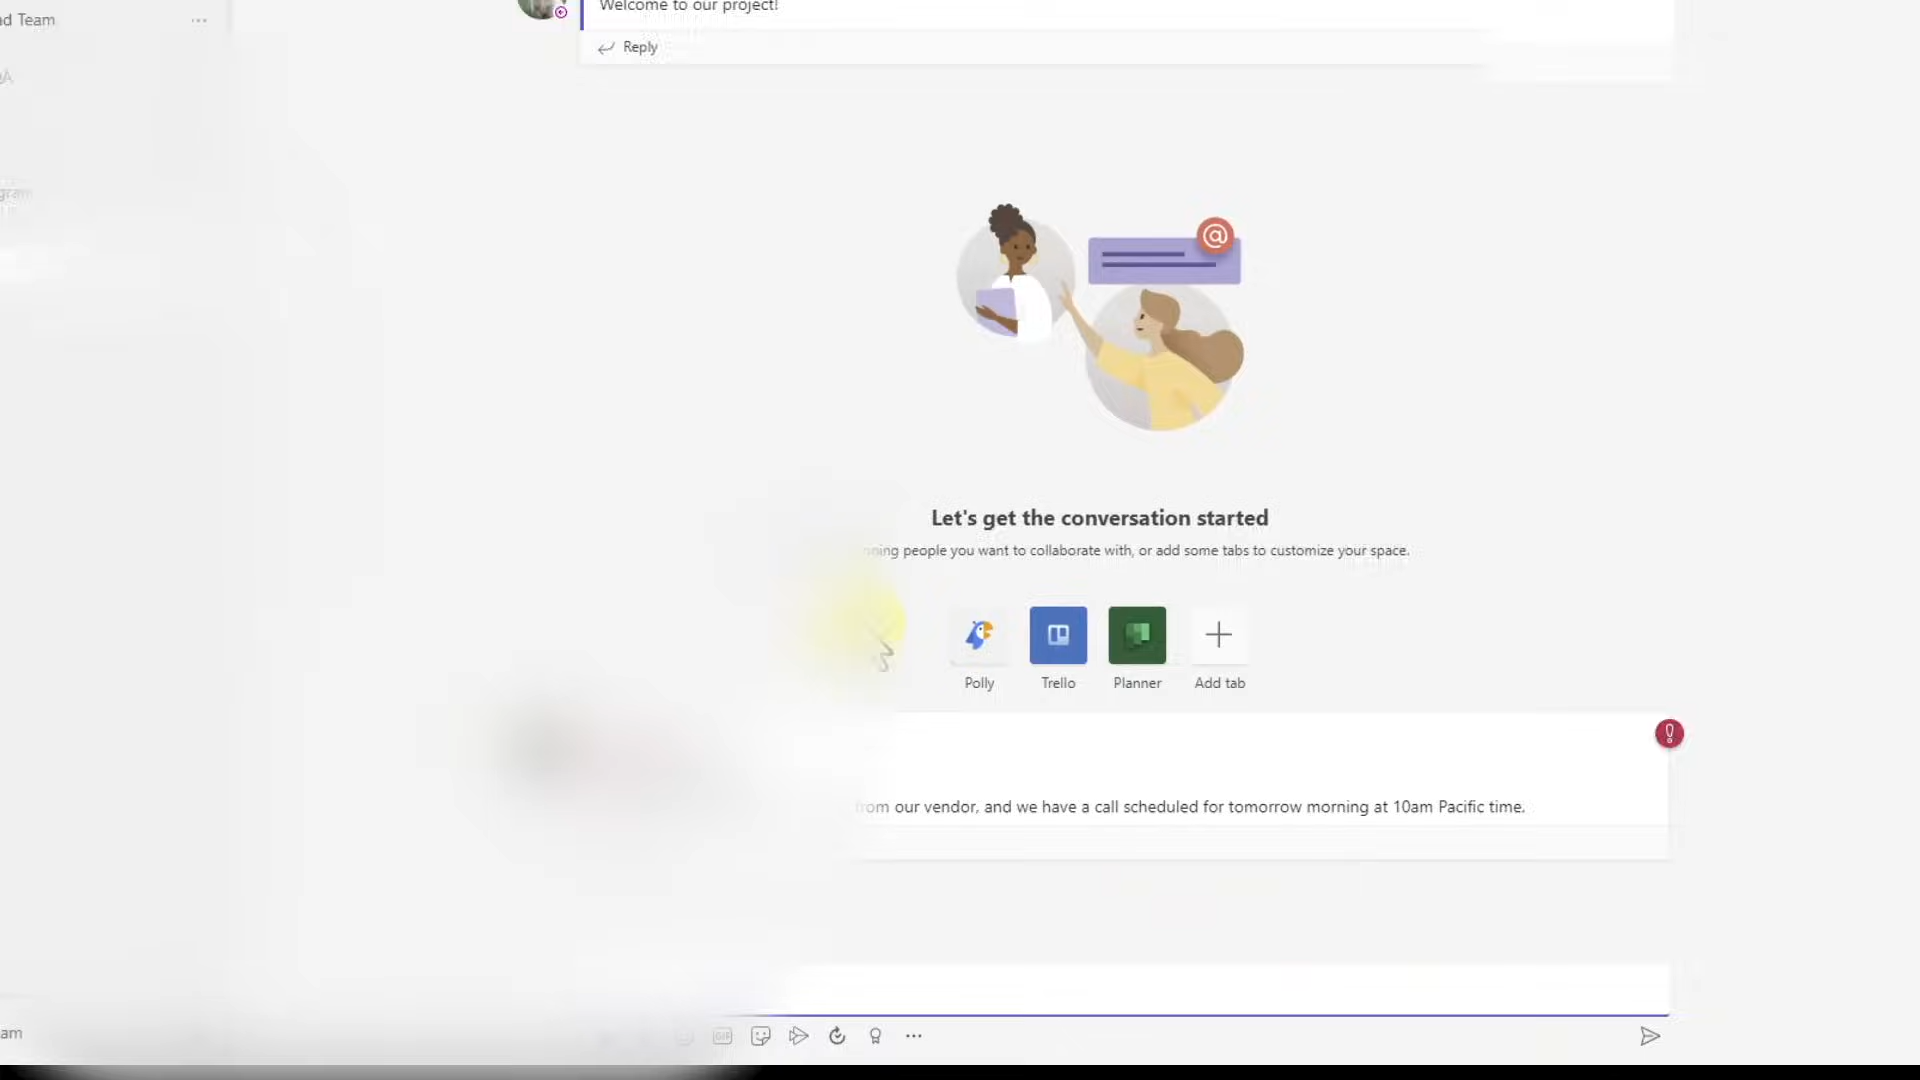 Team
Welcome to our project!
Reply
@
Let's get the conversation started
people you want to collaborate with, or add some tabs to customize your space.
Polly
Trello
Planner
Add tab
from our vendor, and we have a call scheduled for tomorrow morning at 10am Pacific time.
GIF